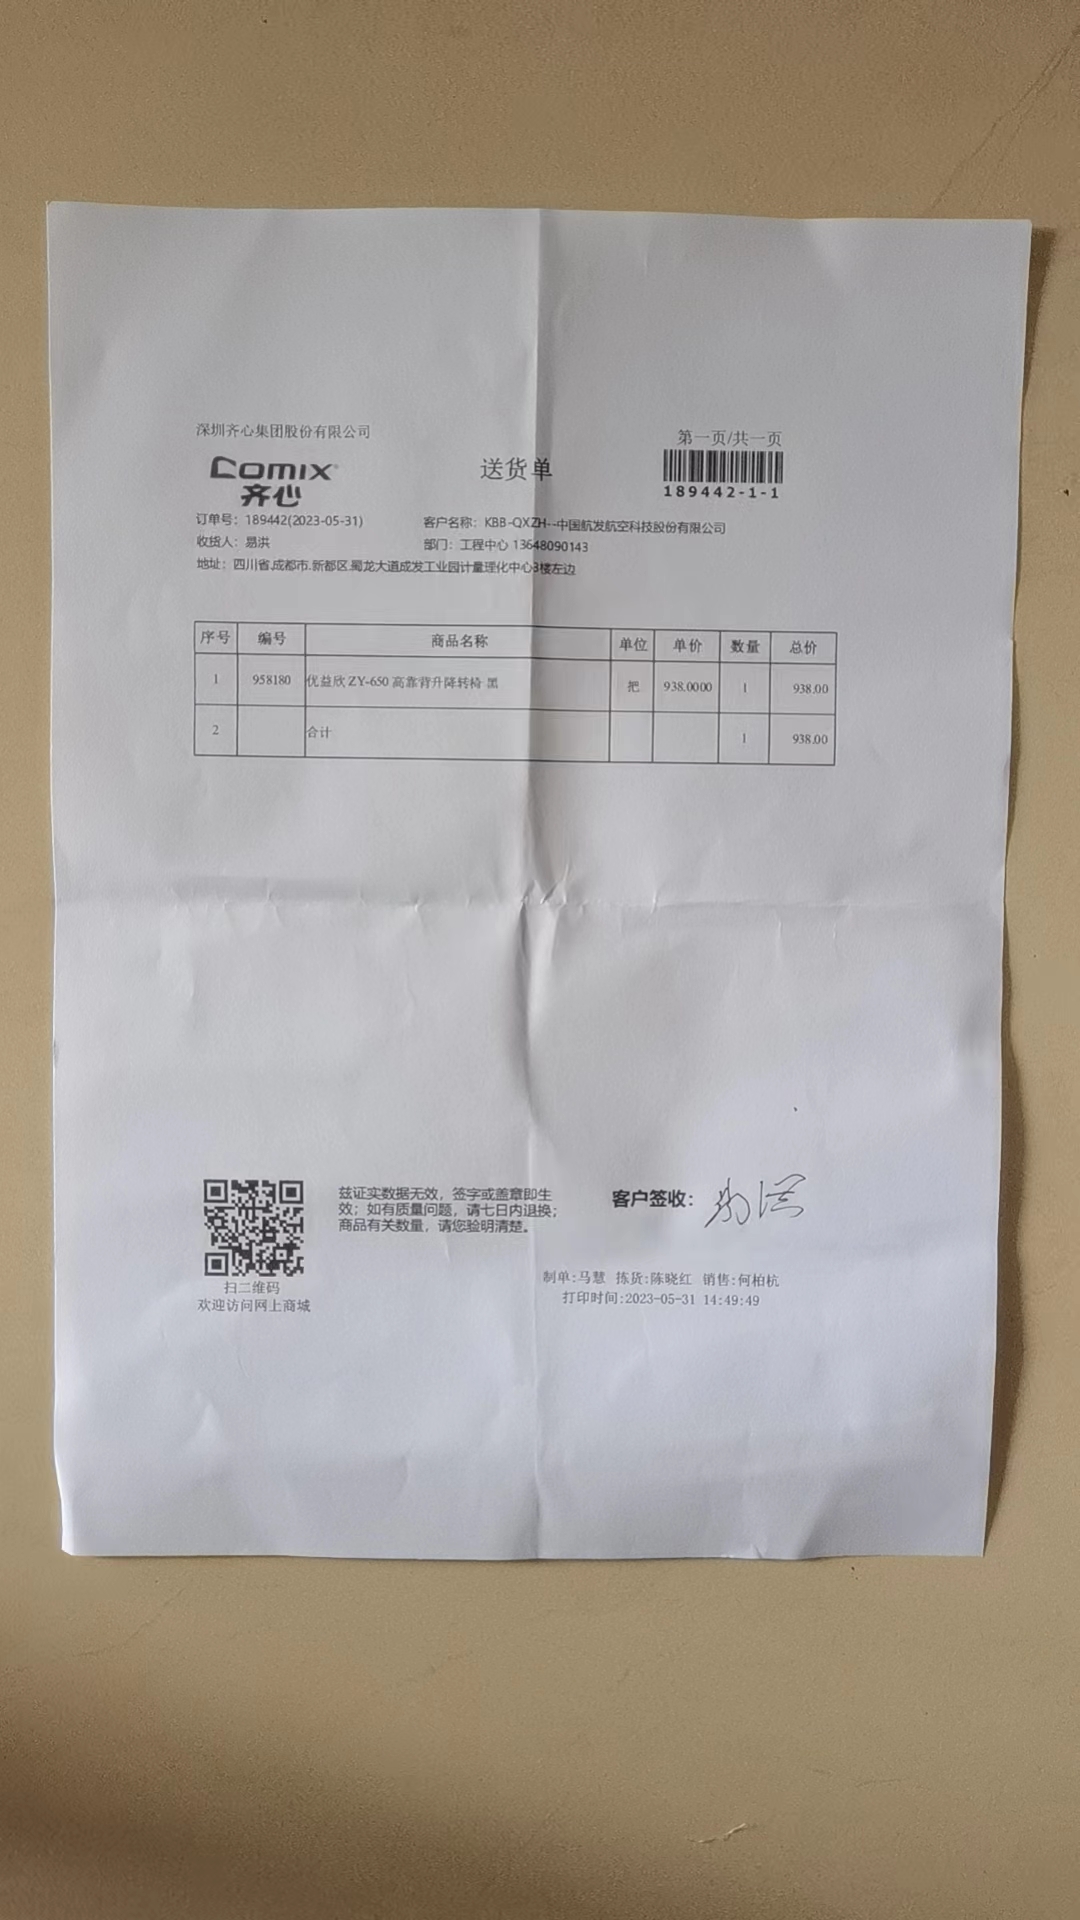 深圳齐心集团股份有限公司
第一页/共一页
comix
齐心
送货单
189442-1-1
订单号：189442(2023-05-31)
客户名称：KBB-QXZH--中国航发航空科技股份有限公司
收货人：易洪
部门：工程中心 13648090143
地址：四川省.成都市.新都区.蜀龙大道成发工业园计量理化中心3楼左边
序号 编号 商品名称 单位 单价 数量 总价
1 958180 优益欣 ZY-650 高靠背升降转椅 黑 把 938.0000 1 938.00
2 合计 1 938.00
兹证实数据无效，签字或盖章即生
效；如有质量问题，请七日内退换；
商品有关数量，请您验明清楚。
客户签收：易洪
扫二维码
欢迎访问网上商城
制单:马慧 拣货:陈晓红 销售:何柏杭
打印时间:2023-05-31 14:49:49